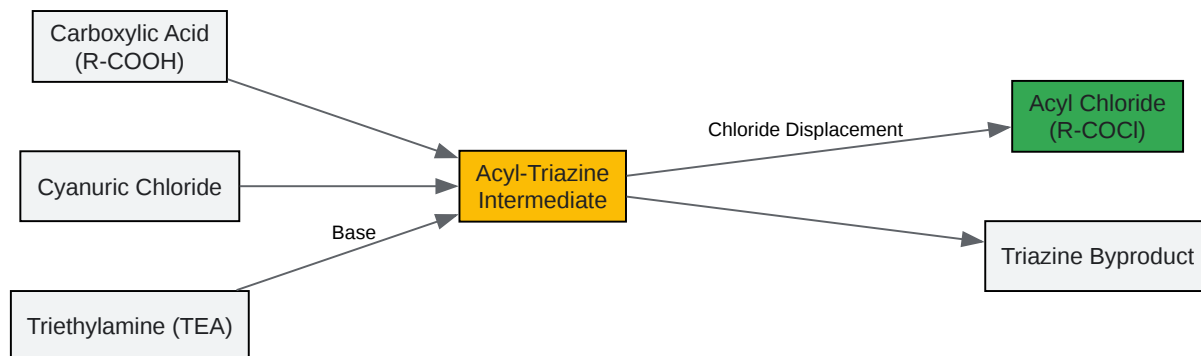 Carboxylic Acid
(R-COOH)
Cyanuric Chloride
Base
Triethylamine (TEA)
Acyl-Triazine
Intermediate
Chloride Displacement
Acyl Chloride
(R-COCl)
Triazine Byproduct